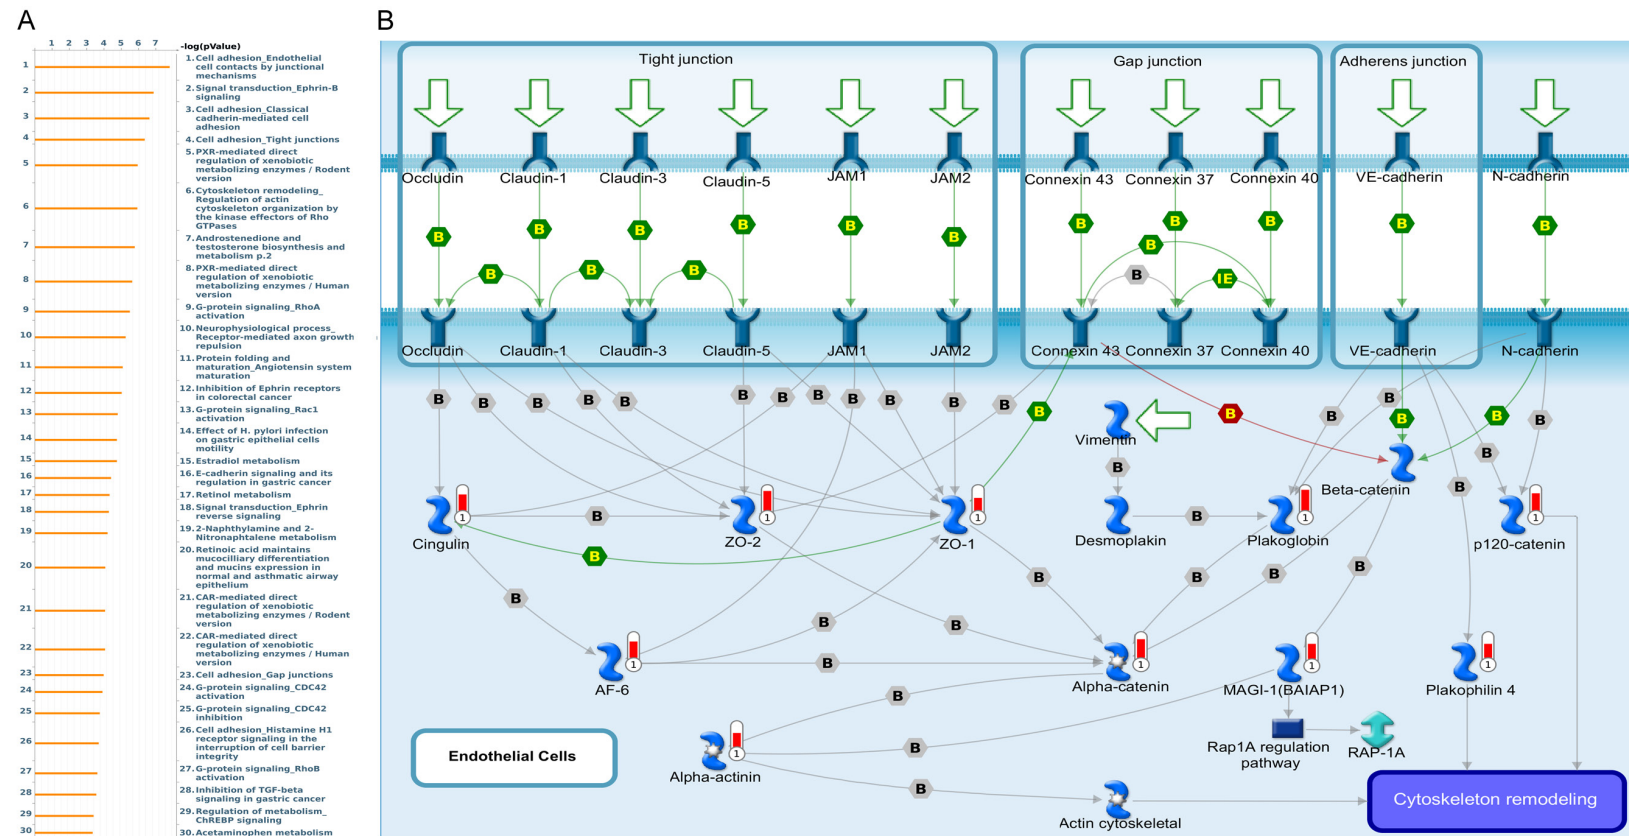 A
1 2 3 4 5 6 7
-log(pValue)
1
1. Cell adhesion_Endothelial
cell contacts by junctional
mechanisms
2
2. Signal transduction_Ephrin-B
signaling
3
3. Cell adhesion_Classical
cadherin-mediated cell
adhesion
4
4. Cell adhesion_Tight junctions
5
5. PXR-mediated direct
regulation of xenobiotic
metabolizing enzymes / Rodent
version
6
6. Cytoskeleton remodeling_
Regulation of actin
cytoskeleton organization by
the kinase effectors of Rho
GTPases
7
7. Androstenedione and
testosterone biosynthesis and
metabolism p.2
8
8. PXR-mediated direct
regulation of xenobiotic
metabolizing enzymes / Human
version
9
9. G-protein signaling_RhoA
activation
10
10. Neurophysiological process_
Receptor-mediated axon growth
repulsion
11
11. Protein folding and
maturation_Angiotensin system
maturation
12
12. Inhibition of Ephrin receptors
in colorectal cancer
13
13. G-protein signaling_Rac1
activation
14
14. Effect of H. pylori infection
on gastric epithelial cells
motility
15
15. Estradiol metabolism
16
16. E-cadherin signaling and its
regulation in gastric cancer
17
17. Retinol metabolism
18
18. Signal transduction_Ephrin
reverse signaling
19
19. 2-Naphthylamine and 2-
Nitronaphtalene metabolism
20
20. Retinoic acid maintains
mucocilliary differentiation
and mucins expression in
normal and asthmatic airway
epithelium
21
21. CAR-mediated direct
regulation of xenobiotic
metabolizing enzymes / Rodent
version
22
22. CAR-mediated direct
regulation of xenobiotic
metabolizing enzymes / Human
version
23
23. Cell adhesion_Gap junctions
24
24. G-protein signaling_CDC42
activation
25
25. G-protein signaling_CDC42
inhibition
26
26. Cell adhesion_Histamine H1
receptor signaling in the
interruption of cell barrier
integrity
27
27. G-protein signaling_RhoB
activation
28
28. Inhibition of TGF-beta
signaling in gastric cancer
29
29. Regulation of metabolism_
ChREBP signaling
30
30. Acetaminophen metabolism
B
Tight junction
Gap junction
Adherens junction
Occludin Claudin-1 Claudin-3 Claudin-5 JAM1 JAM2 Connexin 43 Connexin 37 Connexin 40 VE-cadherin N-cadherin
B B B B B B B B B B B
B B B B B IE
Occludin Claudin-1 Claudin-3 Claudin-5 JAM1 JAM2 Connexin 43 Connexin 37 Connexin 40 VE-cadherin N-cadherin
B B B B B B B B B B B B B B B B B B B B
Vimentin
B B B
Beta-catenin
1 1 1 1 1
B B
Cingulin ZO-2 ZO-1 Desmoplakin Plakoglobin p120-catenin
B
B B B B
B
B B
B
1 1 1 1
AF-6 Alpha-catenin MAGI-1(BAIAP1) Plakophilin 4
B
B
1
Alpha-actinin
Rap1A regulation
pathway
RAP-1A
Endothelial Cells
B
Actin cytoskeletal
Cytoskeleton remodeling